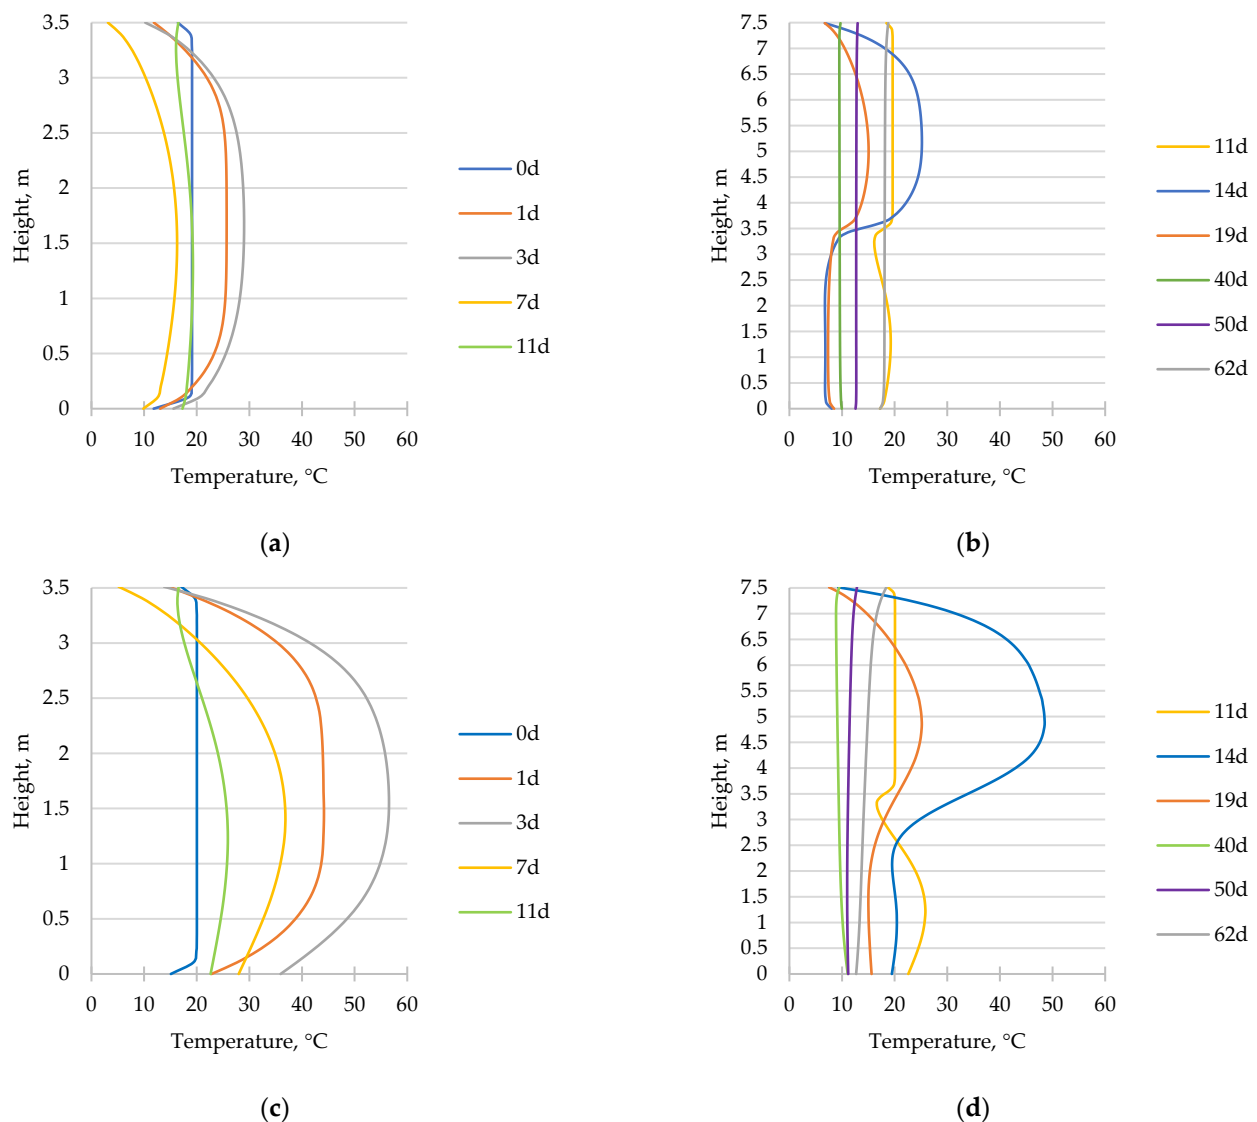 3.5
3
2.5
2
1.5
1
0.5
0
Height, m
0 10 20 30 40 50 60
Temperature, °C
0d
1d
3d
7d
11d
(a)
7.5
7
6.5
6
5.5
5
4.5
4
3.5
3
2.5
2
1.5
1
0.5
0
Height, m
0 10 20 30 40 50 60
Temperature, °C
11d
14d
19d
40d
50d
62d
(b)
3.5
3
2.5
2
1.5
1
0.5
0
Height, m
0 10 20 30 40 50 60
Temperature, °C
0d
1d
3d
7d
11d
(c)
7.5
7
6.5
6
5.5
5
4.5
4
3.5
3
2.5
2
1.5
1
0.5
0
Height, m
0 10 20 30 40 50 60
Temperature, °C
11d
14d
19d
40d
50d
62d
(d)